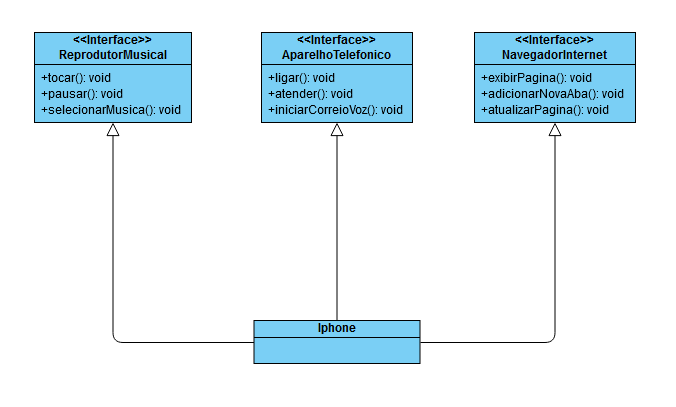 <<Interface>>
ReprodutorMusical
+tocar(): void
+pausar(): void
+selecionarMusica(): void
<<Interface>>
AparelhoTelefonico
+ligar(): void
+atender(): void
+iniciarCorreioVoz(): void
<<Interface>>
NavegadorInternet
+exibirPagina(): void
+adicionarNovaAba(): void
+atualizarPagina(): void
Iphone